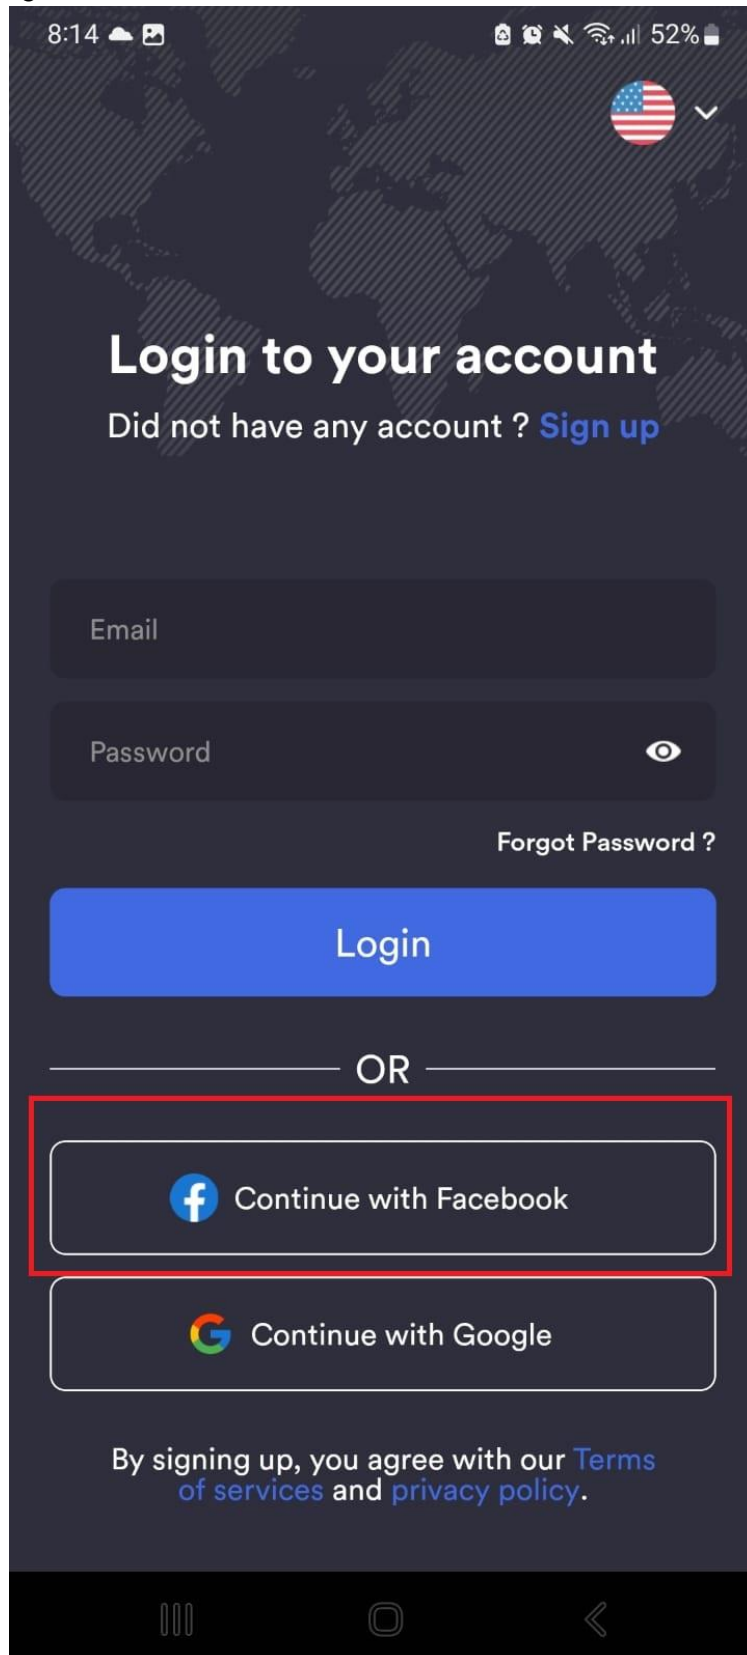 8:14 52%
Login to your account
Did not have any account ? Sign up
Email
Password
Forgot Password ?
Login
OR
Continue with Facebook
Continue with Google
By signing up, you agree with our Terms
of services and privacy policy.